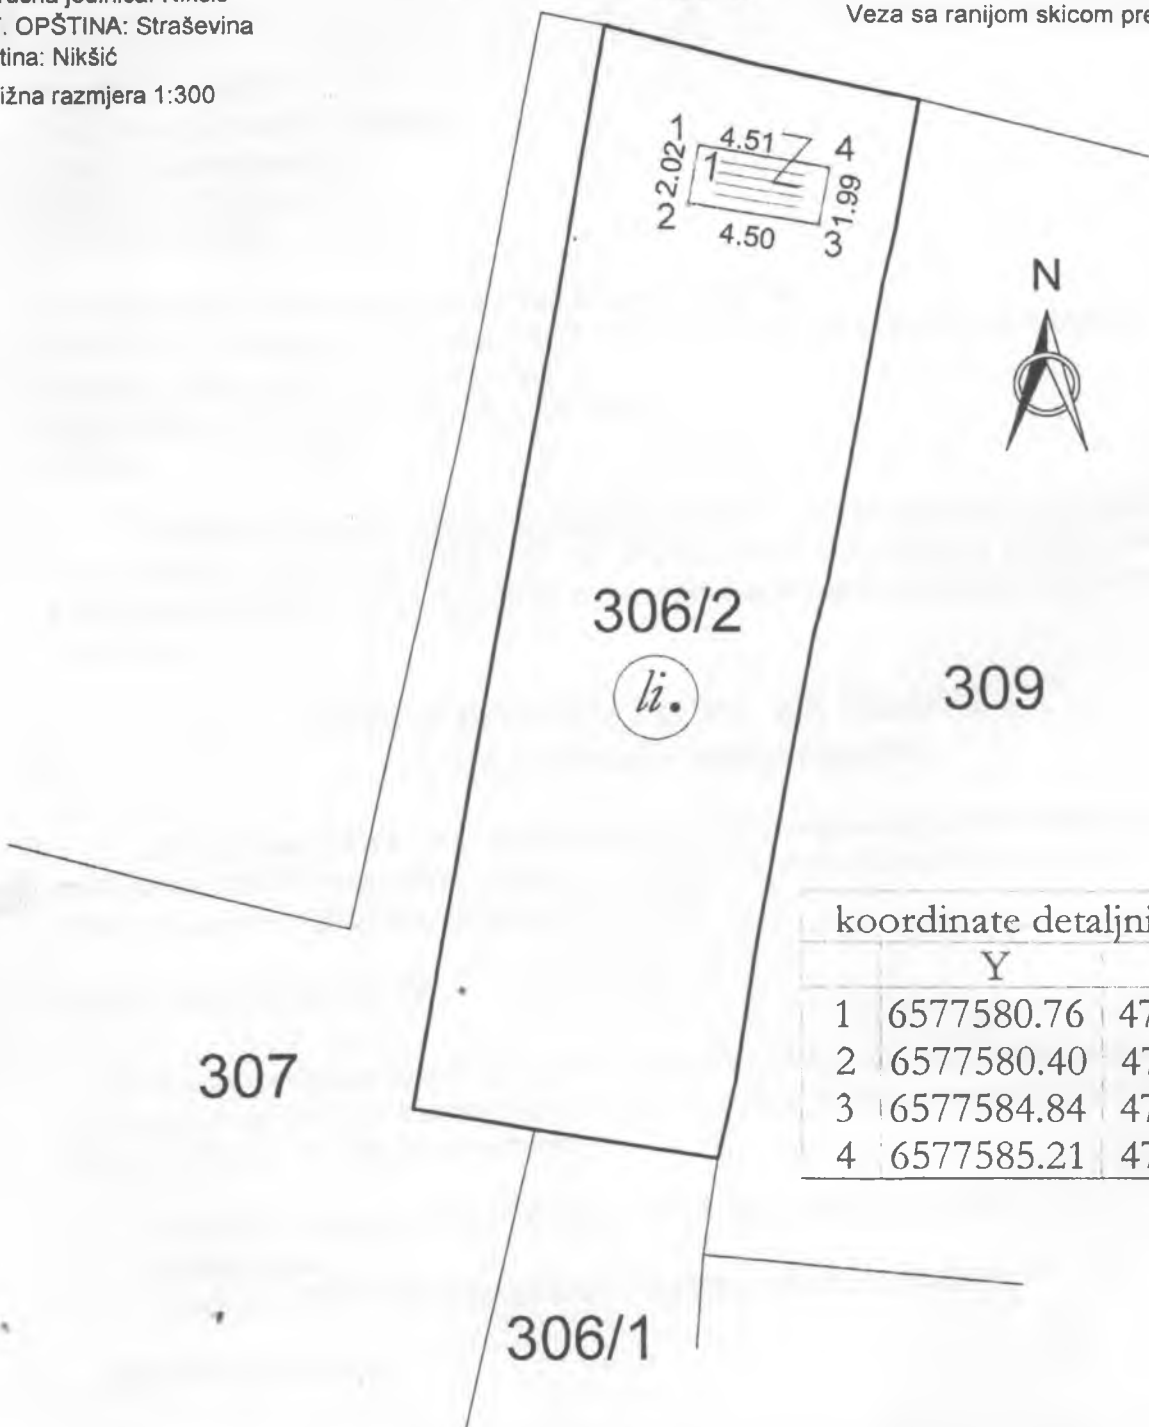 Veza sa ranijom skicom pre
T. OPŠTINA: Straševina
tina: Nikšić
ižna razmjera 1:300
1
4.51
4
2.02
1
1.99
2
4.50
3
N
306/2
li.
309
koordinate detaljni
Y
1 6577580.76 47
2 6577580.40 47
3 6577584.84 47
4 6577585.21 47
307
306/1